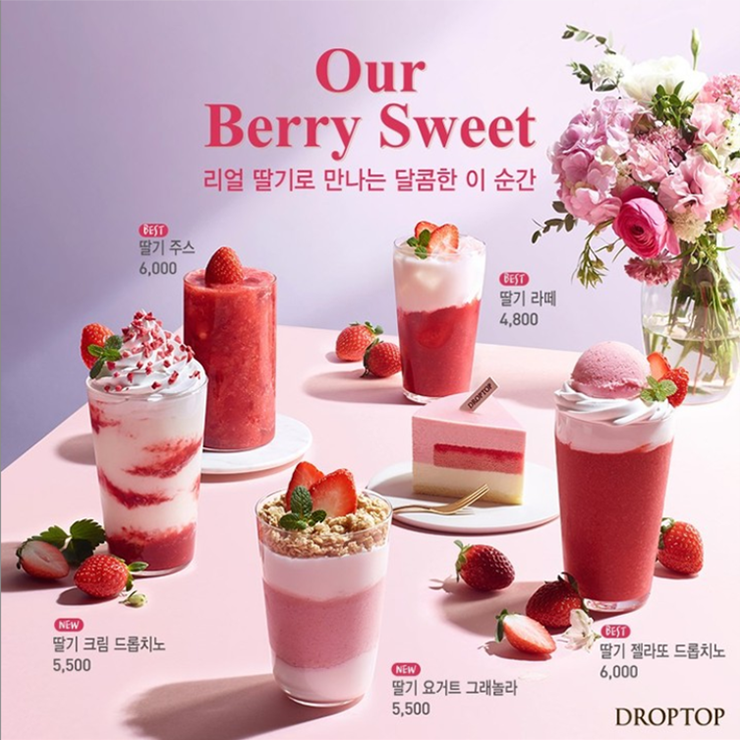 Our
Berry Sweet
리얼 딸기로 만나는 달콤한 이 순간
BEST
딸기 주스
6,000
BEST
딸기 라떼
4,800
DROPTOP
NEW
딸기 크림 드롭치노
5,500
BEST
딸기 젤라또 드롭치노
6,000
NEW
딸기 요거트 그래놀라
5,500
DROPTOP